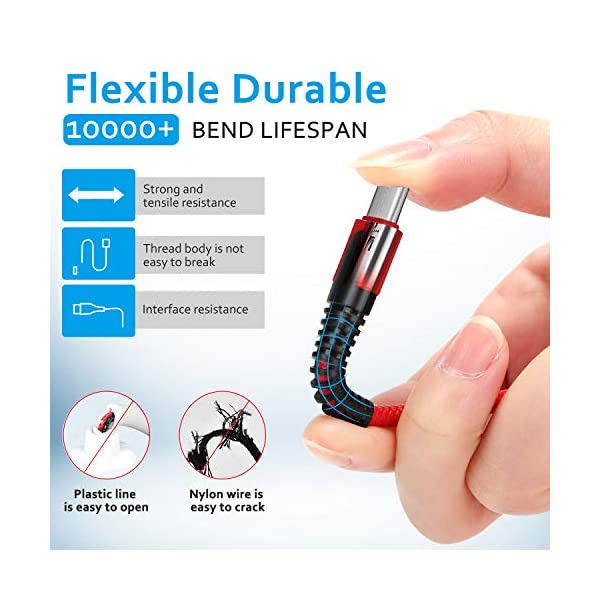 Flexible Durable
10000+ BEND LIFESPAN
Strong and
tensile resistance
Thread body is not
easy to break
Interface resistance
Plastic line
is easy to open
Nylon wire is
easy to crack